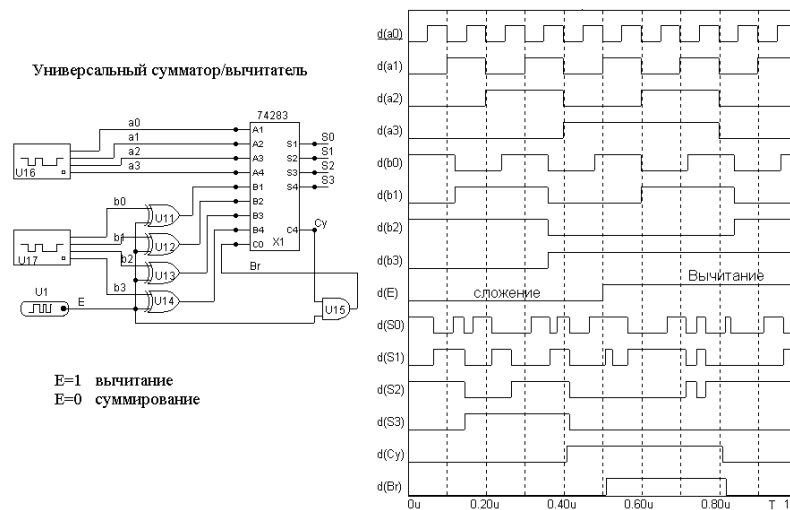 Универсальный сумматор/вычитатель
74283
a0
a1
a2
a3
U16
A1
A2
A3
A4
B1
B2
B3
B4
C0
S1
S2
S3
S4
C4
X1
S0
S1
S2
S3
Cy
b0
b1
b2
b3
U17
U11
U12
U13
U14
Br
U15
U1
E
E=1 вычитание
E=0 суммирование
d(a0)
d(a1)
d(a2)
d(a3)
d(b0)
d(b1)
d(b2)
d(b3)
Вычитание
d(E)
сложение
d(S0)
d(S1)
d(S2)
d(S3)
d(Cy)
d(Br)
0u 0.20u 0.40u 0.60u 0.80u T 1